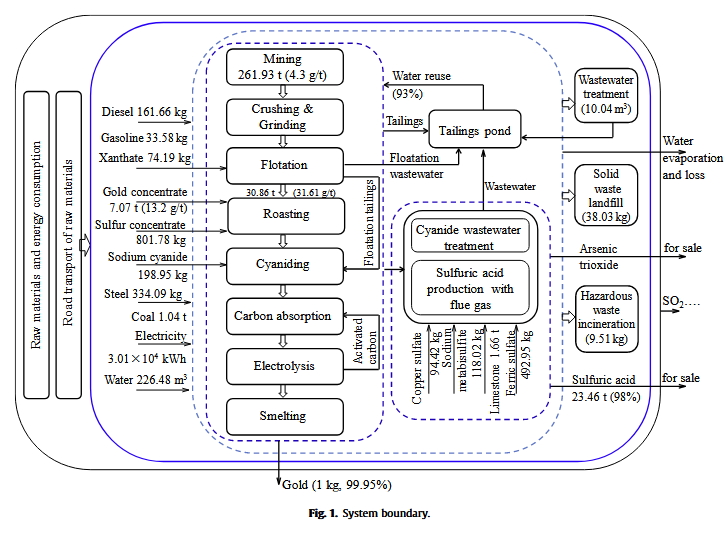 Raw materials and energy consumption
Road transport of raw materials
Diesel 161.66 kg
Gasoline 33.58 kg
Xanthate 74.19 kg
Gold concentrate
7.07 t (13.2 g/t)
Sulfur concentrate
801.78 kg
Sodium cyanide
198.95 kg
Steel 334.09 kg
Coal 1.04 t
Electricity
3.01×10⁴ kWh
Water 226.48 m³
Mining
261.93 t (4.3 g/t)
Crushing &
Grinding
Flotation
30.86 t (31.61 g/t)
Roasting
Cyaniding
Carbon absorption
Electrolysis
Smelting
Floatation tailings
Activated
carbon
Water reuse
(93%)
Tailings
Tailings pond
Floatation
wastewater
Wastewater
Cyanide wastewater
treatment
Sulfuric acid
production with
flue gas
Copper sulfate
94.42 kg
Sodium
metabisulfite
118.02 kg
Limestone 1.66 t
Ferric sulfate
492.95 kg
Wastewater
treatment
(10.04 m³)
Water
evaporation
and loss
Solid
waste
landfill
(38.03 kg)
Arsenic
trioxide
for sale
Hazardous
waste
incineration
(9.51 kg)
SO₂....
Sulfuric acid
23.46 t (98%)
for sale
Gold (1 kg, 99.95%)
Fig. 1. System boundary.